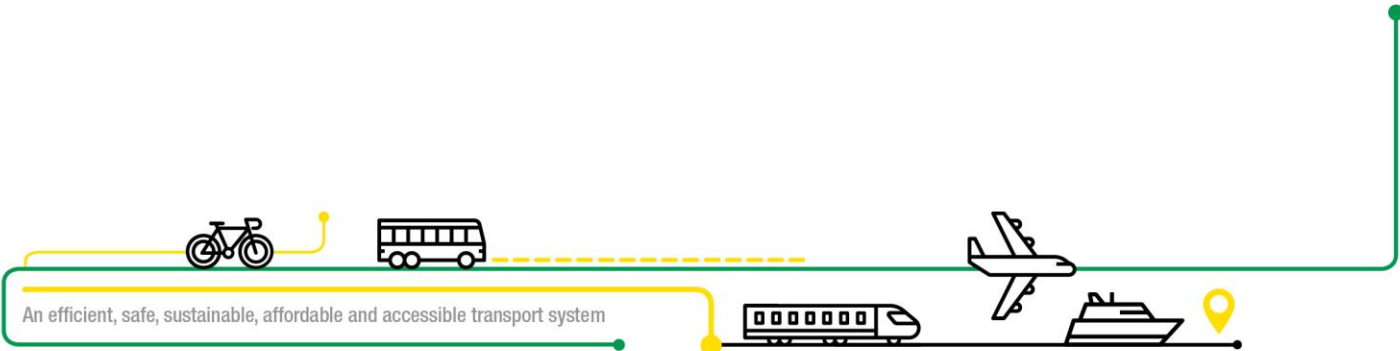 An efficient, safe, sustainable, affordable and accessible transport system